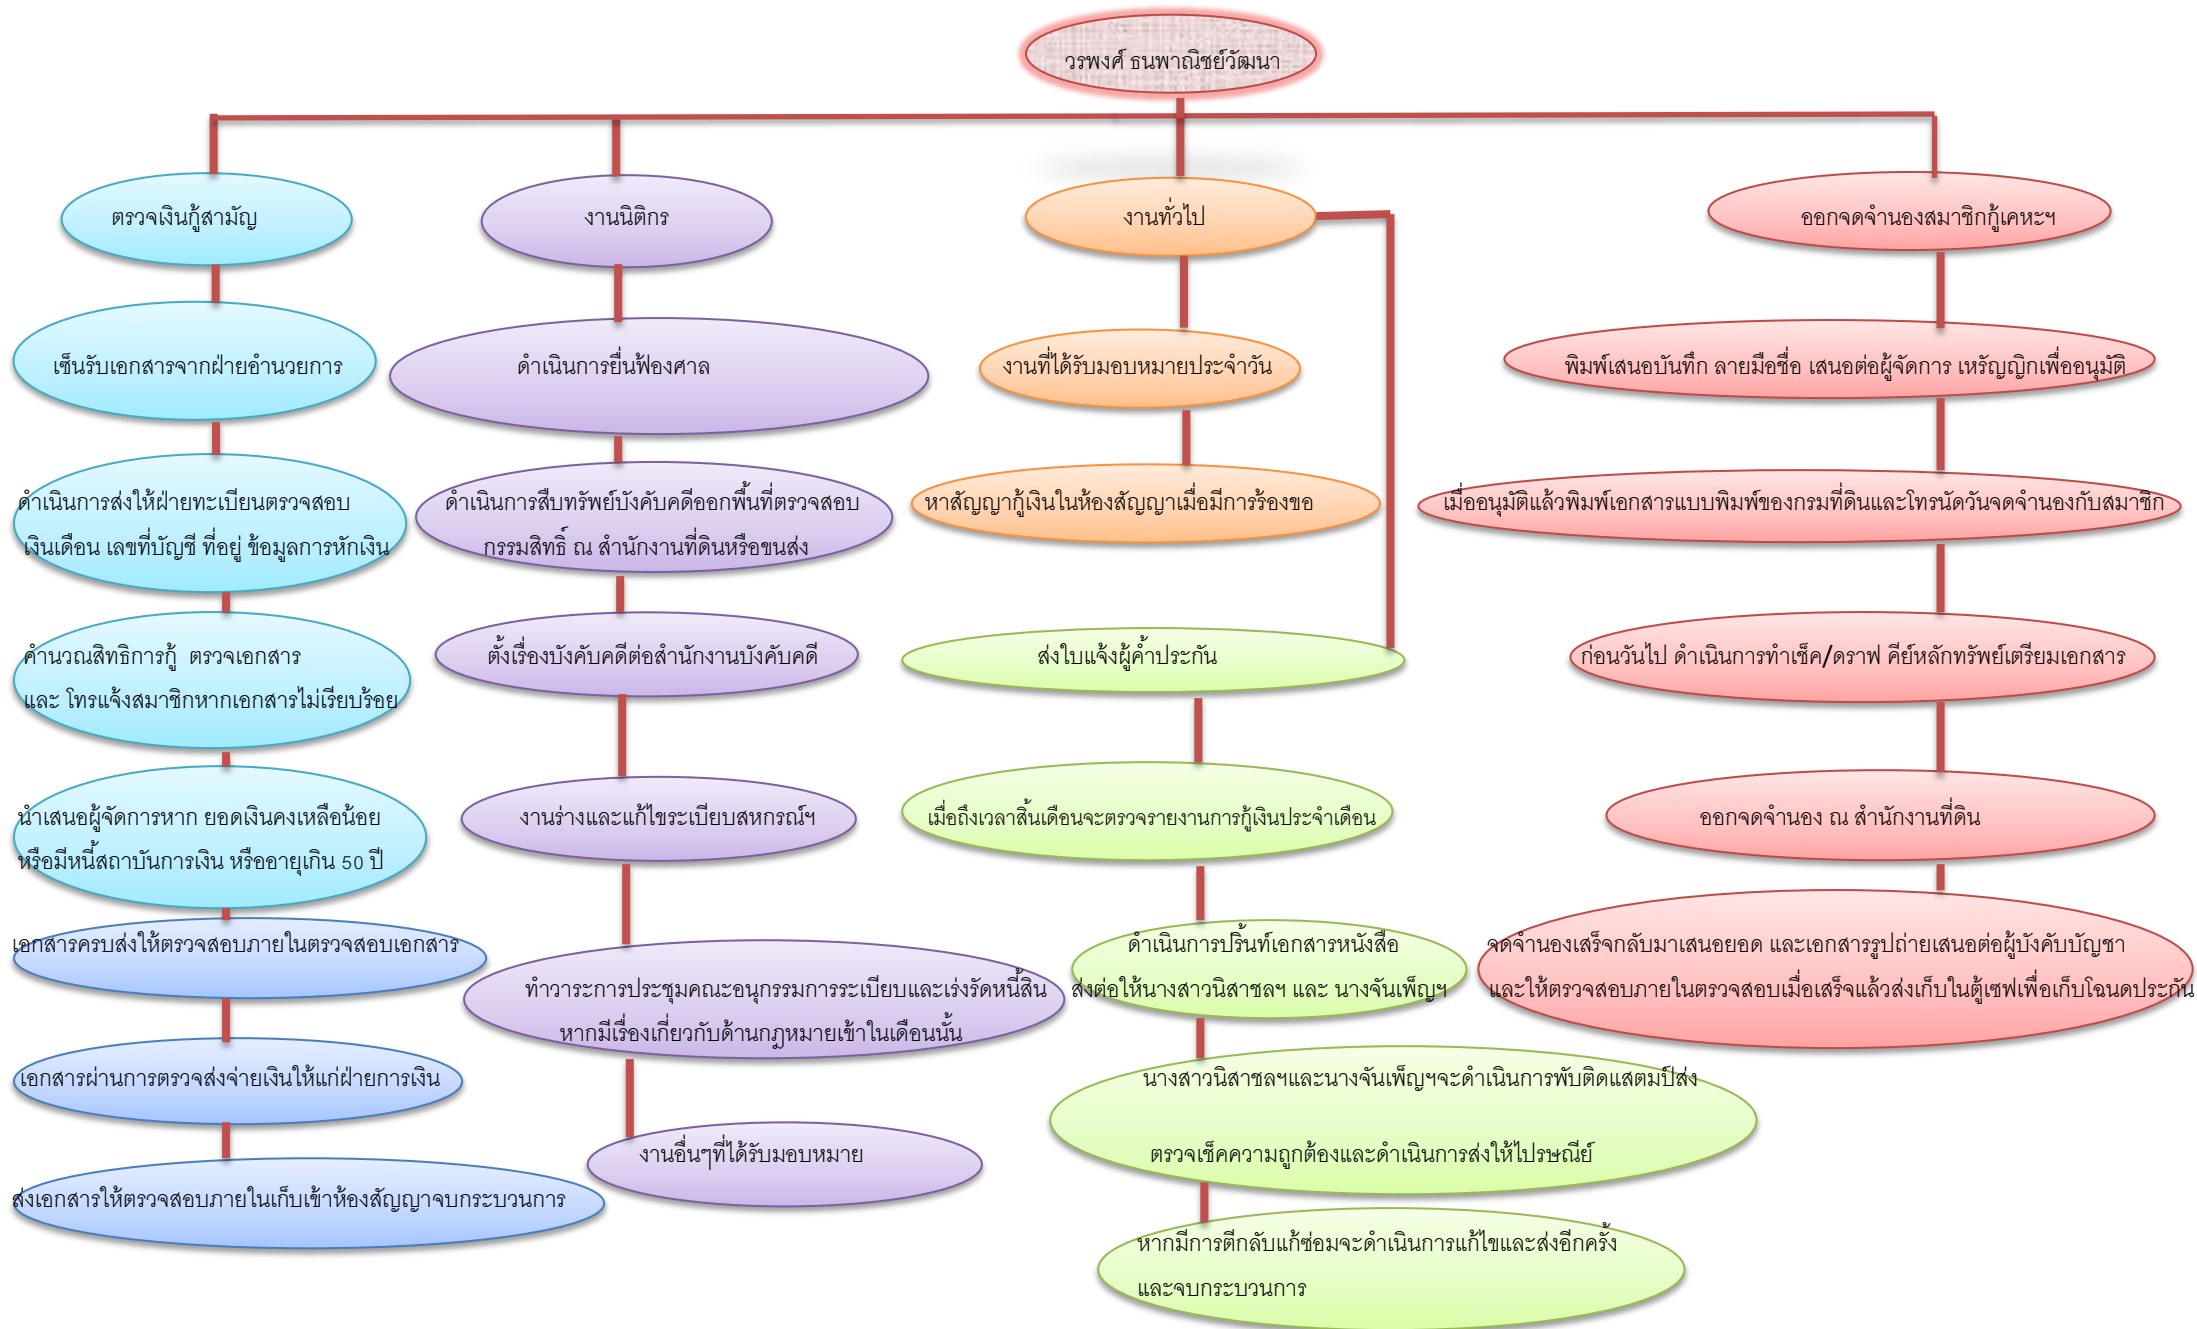 วรพงศ์ ธนพาณิชย์วัฒนา
ตรวจเงินกู้สามัญ
เซ็นรับเอกสารจากฝ่ายอำนวยการ
ดำเนินการส่งให้ฝ่ายทะเบียนตรวจสอบ
เงินเดือน เลขที่บัญชี ที่อยู่ ข้อมูลการหักเงิน
คำนวณสิทธิการกู้ ตรวจเอกสาร
และ โทรแจ้งสมาชิกหากเอกสารไม่เรียบร้อย
นำเสนอผู้จัดการหาก ยอดเงินคงเหลือน้อย
หรือมีหนี้สถาบันการเงิน หรืออายุเกิน 50 ปี
เอกสารครบส่งให้ตรวจสอบภายในตรวจสอบเอกสาร
เอกสารผ่านการตรวจส่งจ่ายเงินให้แก่ฝ่ายการเงิน
ส่งเอกสารให้ตรวจสอบภายในเก็บเข้าห้องสัญญาจบกระบวนการ
งานนิติกร
ดำเนินการยื่นฟ้องศาล
ดำเนินการสืบทรัพย์บังคับคดีออกพื้นที่ตรวจสอบ
กรรมสิทธิ์ ณ สำนักงานที่ดินหรือขนส่ง
ตั้งเรื่องบังคับคดีต่อสำนักงานบังคับคดี
งานร่างและแก้ไขระเบียบสหกรณ์ฯ
ทำวาระการประชุมคณะอนุกรรมการระเบียบและเร่งรัดหนี้สิน
หากมีเรื่องเกี่ยวกับด้านกฎหมายเข้าในเดือนนั้น
งานอื่นๆที่ได้รับมอบหมาย
งานทั่วไป
งานที่ได้รับมอบหมายประจำวัน
หาสัญญากู้เงินในห้องสัญญาเมื่อมีการร้องขอ
ส่งใบแจ้งผู้ค้ำประกัน
เมื่อถึงเวลาสิ้นเดือนจะตรวจรายงานการกู้เงินประจำเดือน
ดำเนินการปริ้นท์เอกสารหนังสือ
ส่งต่อให้นางสาวนิสาชลฯ และ นางจันเพ็ญฯ
นางสาวนิสาชลฯและนางจันเพ็ญฯจะดำเนินการพับติดแสตมป์ส่ง
ตรวจเช็คความถูกต้องและดำเนินการส่งให้ไปรษณีย์
หากมีการตีกลับแก้ซ่อมจะดำเนินการแก้ไขและส่งอีกครั้ง
และจบกระบวนการ
ออกจดจำนองสมาชิกกู้เคหะฯ
พิมพ์เสนอบันทึก ลายมือชื่อ เสนอต่อผู้จัดการ เหรัญญิกเพื่ออนุมัติ
เมื่ออนุมัติแล้วพิมพ์เอกสารแบบพิมพ์ของกรมที่ดินและโทรนัดวันจดจำนองกับสมาชิก
ก่อนวันไป ดำเนินการทำเช็ค/ดราฟ คีย์หลักทรัพย์เตรียมเอกสาร
ออกจดจำนอง ณ สำนักงานที่ดิน
จดจำนองเสร็จกลับมาเสนอยอด และเอกสารรูปถ่ายเสนอต่อผู้บังคับบัญชา
และให้ตรวจสอบภายในตรวจสอบเมื่อเสร็จแล้วส่งเก็บในตู้เซฟเพื่อเก็บโฉนดประกัน